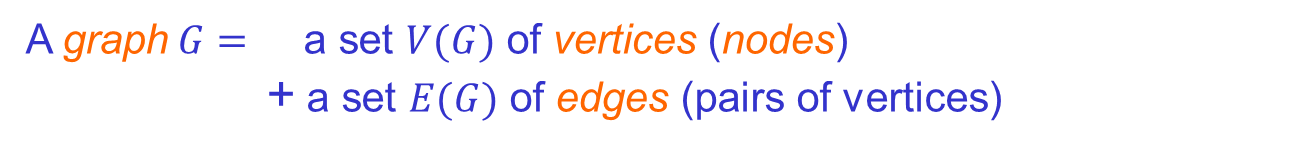 A graph G = a set V(G) of vertices (nodes)
+ a set E(G) of edges (pairs of vertices)